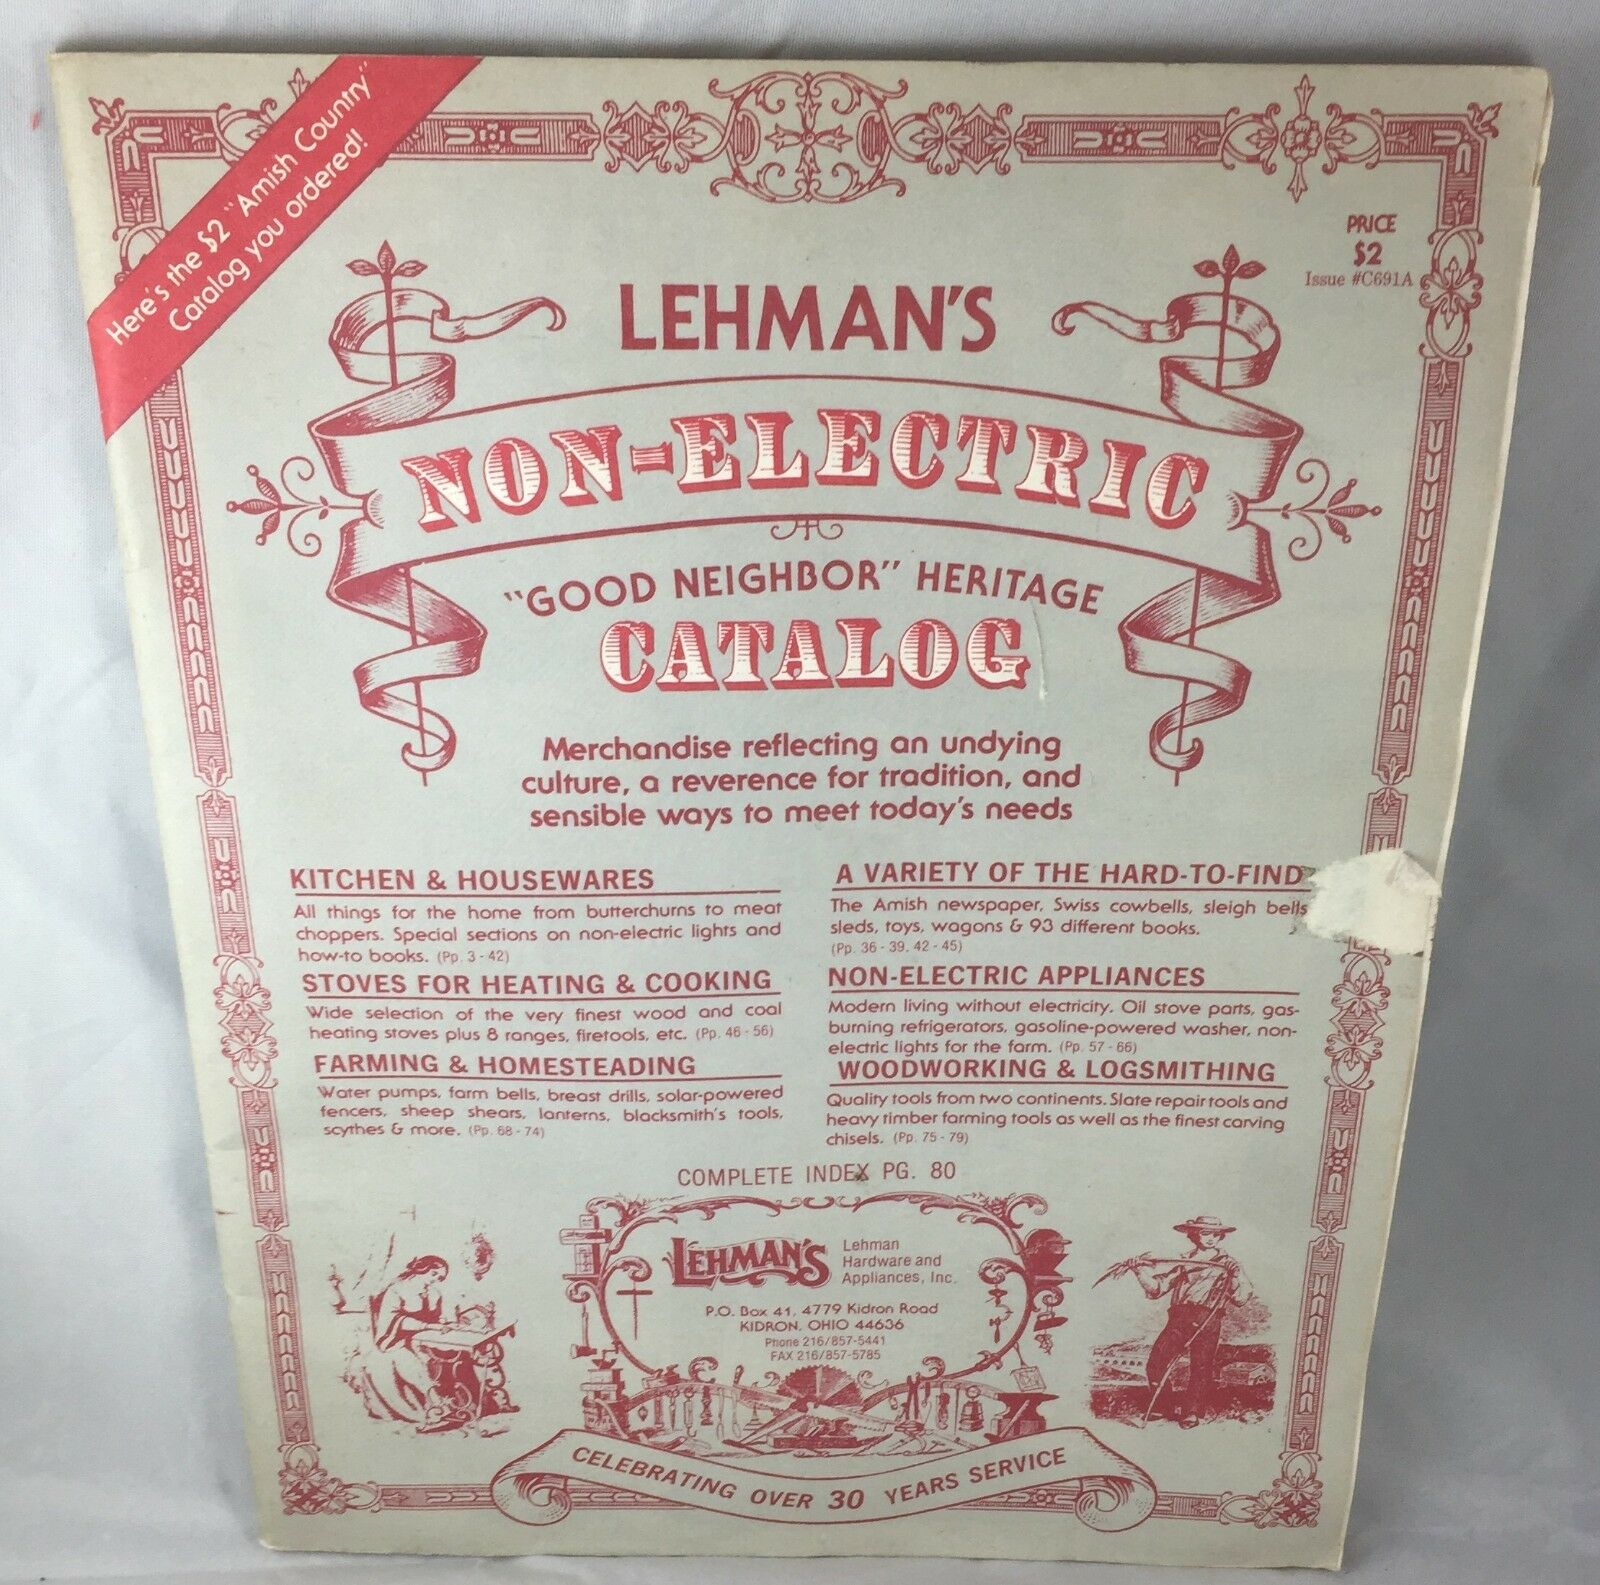 Here's the $2 "Amish Country"
Catalog you ordered!
PRICE
$2
Issue #C691A
LEHMAN'S
NON-ELECTRIC
"GOOD NEIGHBOR" HERITAGE
CATALOG
Merchandise reflecting an undying
culture, a reverence for tradition, and
sensible ways to meet today's needs
KITCHEN & HOUSEWARES
All things for the home from butterchurns to meat
choppers. Special sections on non-electric lights and
how-to books. (Pp. 3 - 42)
STOVES FOR HEATING & COOKING
Wide selection of the very finest wood and coal
heating stoves plus 8 ranges, firetools, etc. (Pp. 46 - 56)
FARMING & HOMESTEADING
Water pumps, farm bells, breast drills, solar-powered
fencers, sheep shears, lanterns, blacksmith's tools,
scythes & more. (Pp. 68 - 74)
A VARIETY OF THE HARD-TO-FIND
The Amish newspaper, Swiss cowbells, sleigh bells
sleds, toys, wagons & 93 different books.
(Pp. 36 - 39, 42 - 45)
NON-ELECTRIC APPLIANCES
Modern living without electricity. Oil stove parts, gas-
burning refrigerators, gasoline-powered washer, non-
electric lights for the farm. (Pp. 57 - 66)
WOODWORKING & LOGSMITHING
Quality tools from two continents. Slate repair tools and
heavy timber farming tools as well as the finest carving
chisels. (Pp. 75 - 79)
COMPLETE INDEX PG. 80
LEHMAN'S
Lehman
Hardware and
Appliances, Inc.
P.O. Box 41, 4779 Kidron Road
KIDRON, OHIO 44636
Phone 216/857-5441
FAX 216/857-5785
CELEBRATING OVER 30 YEARS SERVICE